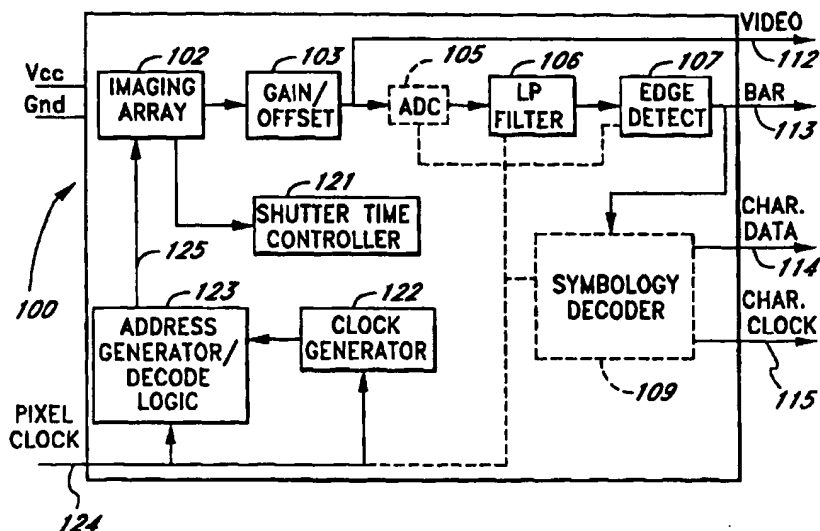 VIDEO
112
102
103
105
106
107
Vcc
Gnd
IMAGING
ARRAY
GAIN/
OFFSET
ADC
LP
FILTER
EDGE
DETECT
BAR
113
121
SHUTTER TIME
CONTROLLER
125
100
123
122
ADDRESS
GENERATOR/
DECODE
LOGIC
CLOCK
GENERATOR
SYMBOLOGY
DECODER
109
CHAR.
DATA
114
CHAR.
CLOCK
115
PIXEL
CLOCK
124